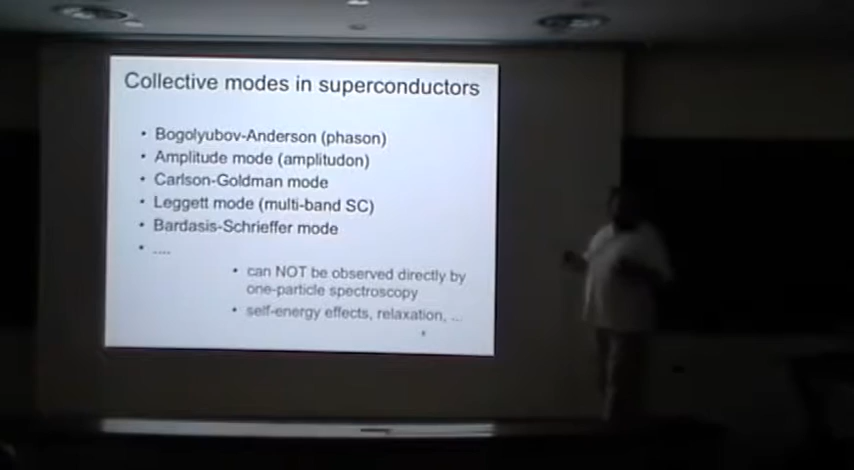 Collective modes in superconductors
• Bogolyubov-Anderson (phason)
• Amplitude mode (amplitudon)
• Carlson-Goldman mode
• Leggett mode (multi-band SC)
• Bardasis-Schrieffer mode
• ....
• can NOT be observed directly by
one-particle spectroscopy
• self-energy effects, relaxation, ...